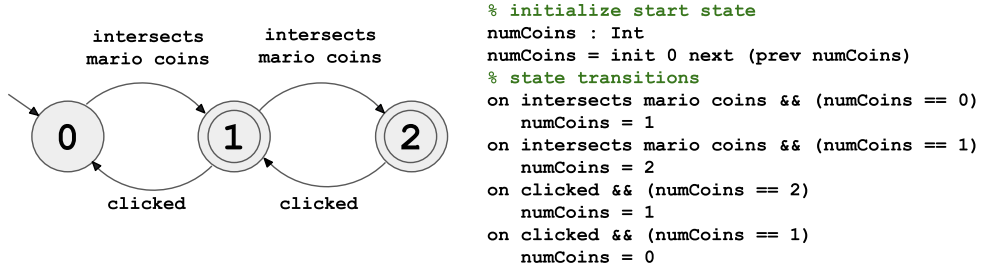 intersects
mario coins
intersects
mario coins
0
1
2
clicked
clicked
% initialize start state
numCoins : Int
numCoins = init 0 next (prev numCoins)
% state transitions
on intersects mario coins && (numCoins == 0)
   numCoins = 1
on intersects mario coins && (numCoins == 1)
   numCoins = 2
on clicked && (numCoins == 2)
   numCoins = 1
on clicked && (numCoins == 1)
   numCoins = 0